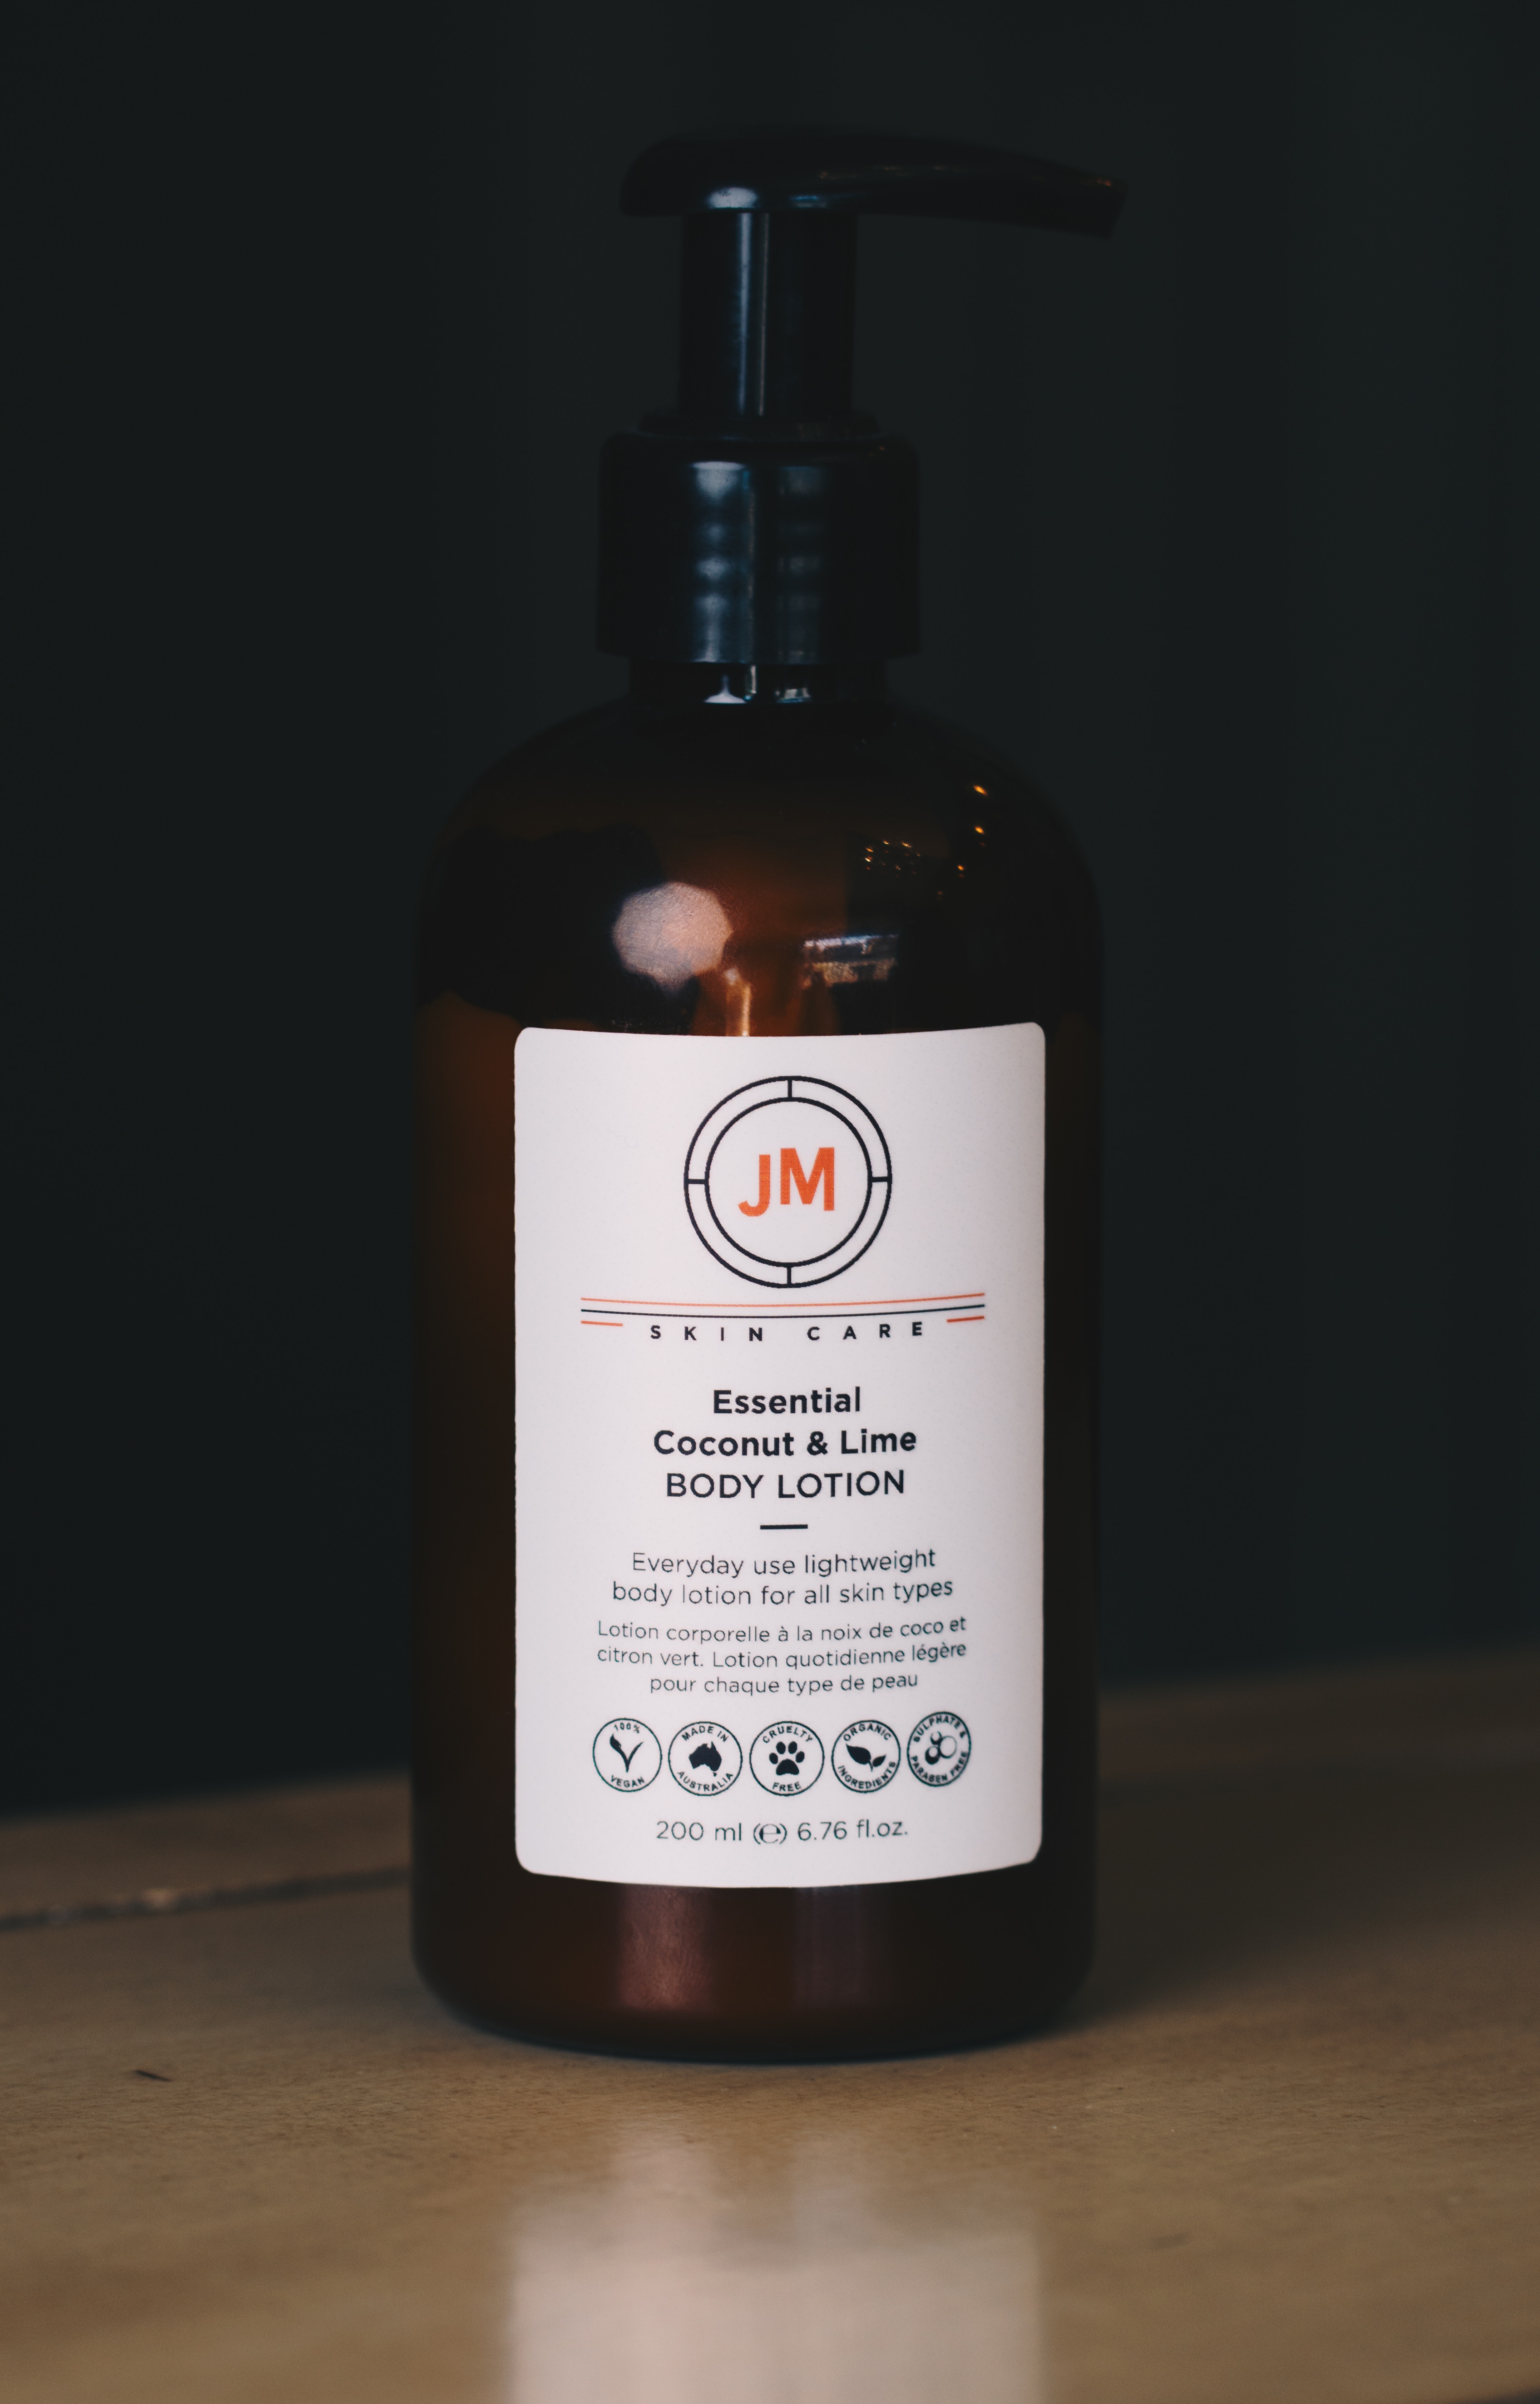 JM
SKIN CARE
Essential
Coconut & Lime
BODY LOTION
Everyday use lightweight
body lotion for all skin types
Lotion corporelle à la noix de coco et
citron vert. Lotion quotidienne légère
pour chaque type de peau
100% VEGAN
MADE IN AUSTRALIA
CRUELTY FREE
ORGANIC INGREDIENTS
SULPHATE & PARABEN FREE
200 ml (℮) 6.76 fl.oz.